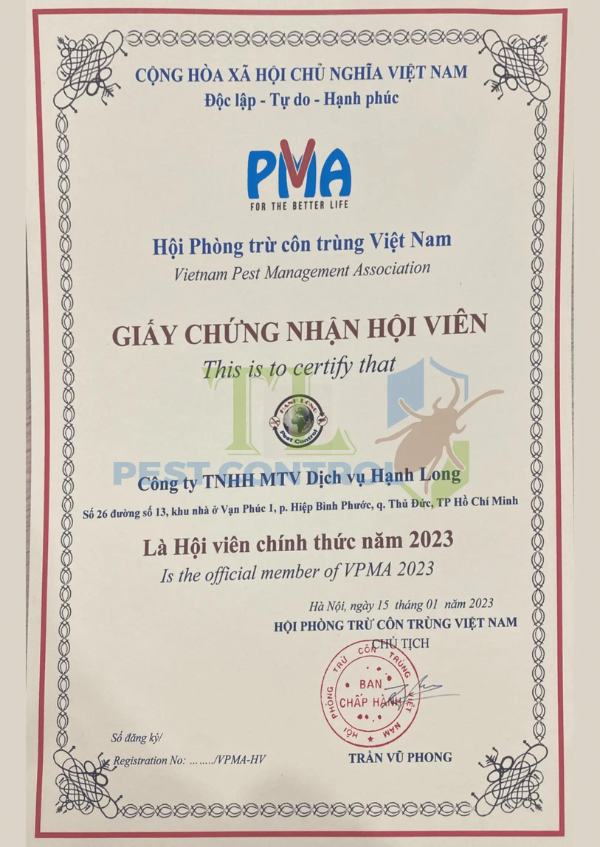 CỘNG HÒA XÃ HỘI CHỦ NGHĨA VIỆT NAM
Độc lập - Tự do - Hạnh phúc
PMA
FOR THE BETTER LIFE
Hội Phòng trừ côn trùng Việt Nam
Vietnam Pest Management Association
GIẤY CHỨNG NHẬN HỘI VIÊN
This is to certify that
TL
HANH LONG
Pest Control
PEST CONTROL
Công ty TNHH MTV Dịch vụ Hạnh Long
Số 26 đường số 13, khu nhà ở Vạn Phúc 1, p. Hiệp Bình Phước, q. Thủ Đức, TP Hồ Chí Minh
Là Hội viên chính thức năm 2023
Is the official member of VPMA 2023
Hà Nội, ngày 15 tháng 01 năm 2023
HỘI PHÒNG TRỪ CÔN TRÙNG VIỆT NAM
CHỦ TỊCH
HỘI PHÒNG TRỪ CÔN TRÙNG VIỆT NAM
BAN
CHẤP HÀNH
Số đăng ký/
Registration No: ......../VPMA-HV
TRẦN VŨ PHONG